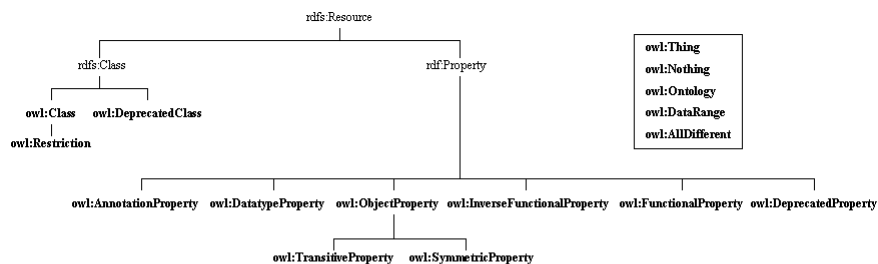 rdfs:Resource
rdfs:Class
rdf:Property
owl:Thing
owl:Nothing
owl:Ontology
owl:DataRange
owl:AllDifferent
owl:Class
owl:DeprecatedClass
owl:Restriction
owl:AnnotationProperty
owl:DatatypeProperty
owl:ObjectProperty
owl:InverseFunctionalProperty
owl:FunctionalProperty
owl:DeprecatedProperty
owl:TransitiveProperty
owl:SymmetricProperty